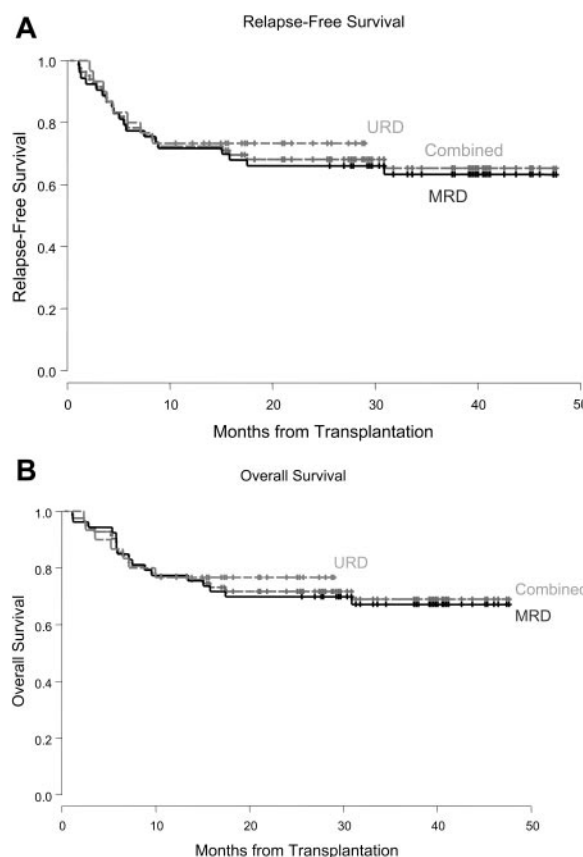 A
Relapse-Free Survival
Relapse-Free Survival
1.0
0.8
0.6
0.4
0.2
0.0
URD
Combined
MRD
0 10 20 30 40 50
Months from Transplantation
B
Overall Survival
Overall Survival
1.0
0.8
0.6
0.4
0.2
0.0
URD
Combined
MRD
0 10 20 30 40 50
Months from Transplantation